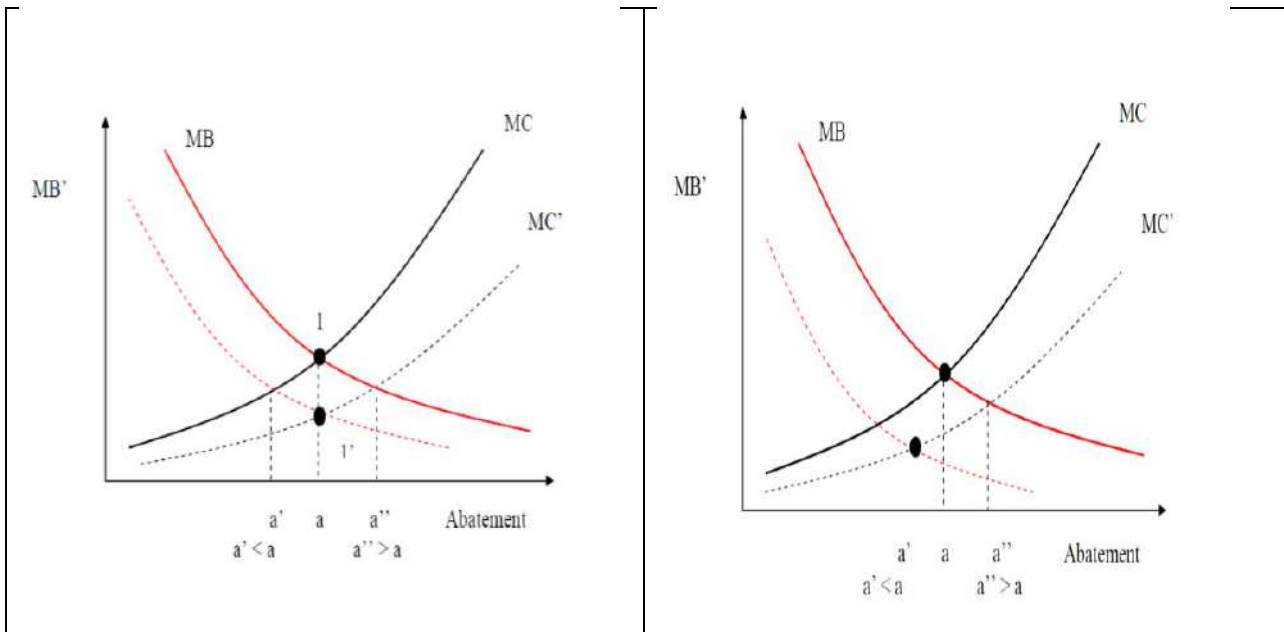 MB
MC
MB’
MC’
1
1’
a’ a a’’ Abatement
a’ < a a’’ > a
MB
MC
MB’
MC’
a’ a a’’ Abatement
a’ < a a’’ > a